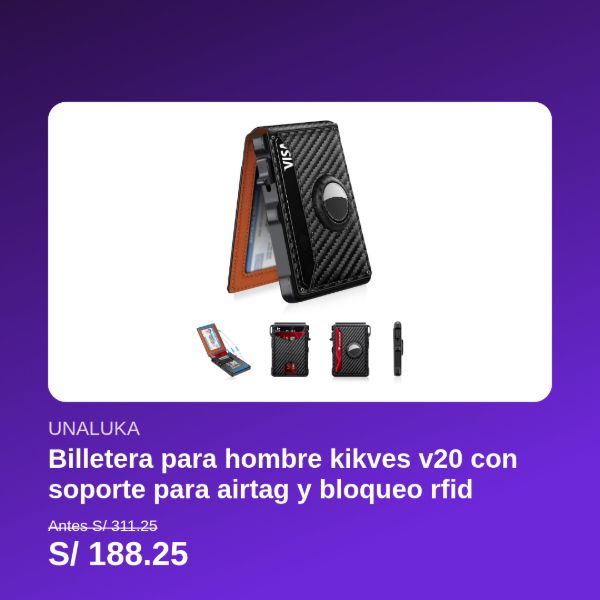 VISA
UNALUKA
Billetera para hombre kikves v20 con
soporte para airtag y bloqueo rfid
Antes S/ 311.25
S/ 188.25